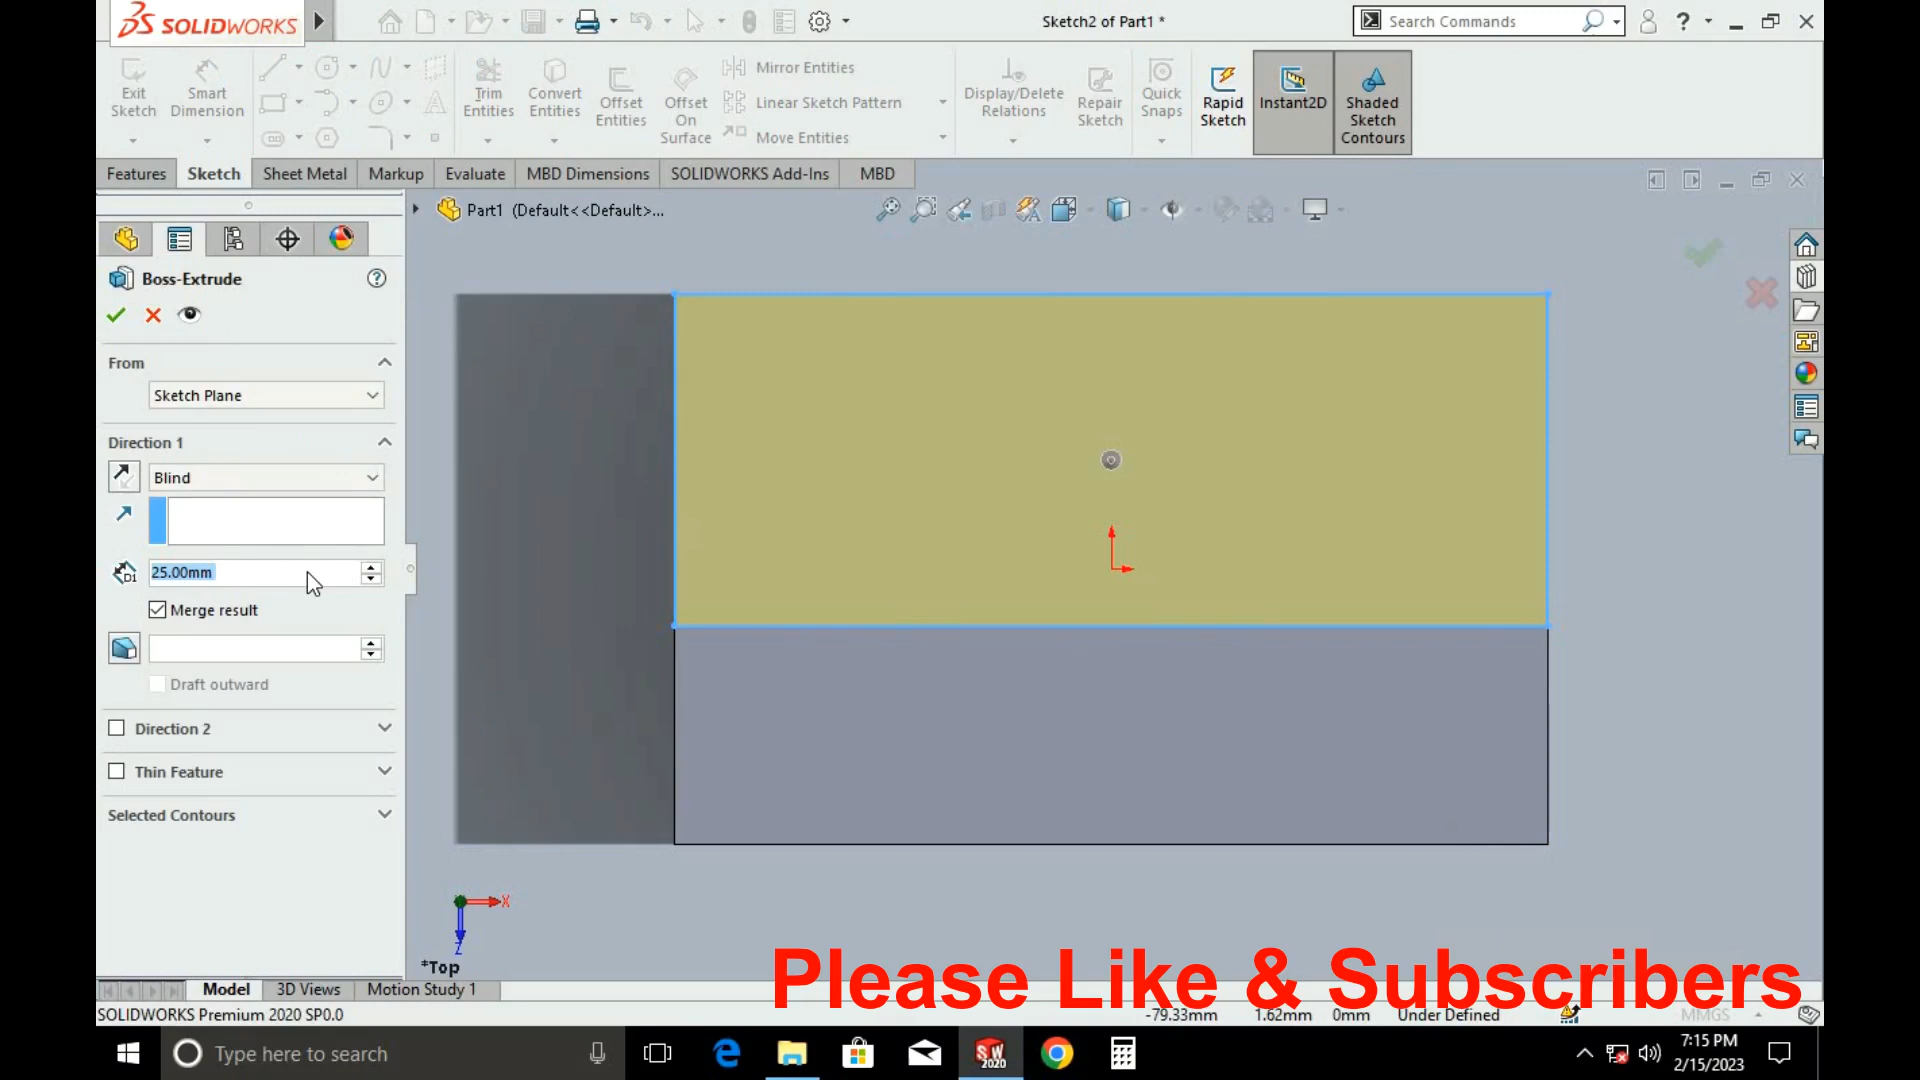 SOLIDWORKS
Sketch2 of Part1 *
Search Commands
?
Exit Sketch
Smart Dimension
Trim Entities
Convert Entities
Offset Entities
Offset On Surface
Mirror Entities
Linear Sketch Pattern
Move Entities
Display/Delete Relations
Repair Sketch
Quick Snaps
Rapid Sketch
Instant2D
Shaded Sketch Contours
Features
Sketch
Sheet Metal
Markup
Evaluate
MBD Dimensions
SOLIDWORKS Add-Ins
MBD
Part1 (Default<<Default>...
Boss-Extrude
?
From
Sketch Plane
Direction 1
Blind
D1
25.00mm
Merge result
Draft outward
Direction 2
Thin Feature
Selected Contours
X
Z
*Top
Please Like & Subscribers
Model
3D Views
Motion Study 1
SOLIDWORKS Premium 2020 SP0.0
-79.33mm
1.62mm
0mm
Under Defined
MMGS
Type here to search
SW
2020
7:15 PM
2/15/2023